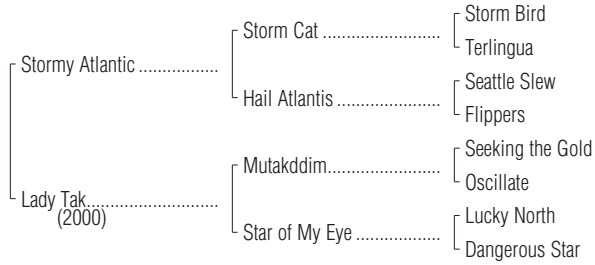 Storm Bird
Storm Cat ........................
Terlingua
Stormy Atlantic ................
Seattle Slew
Hail Atlantis .....................
Flippers
Seeking the Gold
Mutakddim.......................
Oscillate
Lady Tak..........................
(2000)
Lucky North
Star of My Eye .................
Dangerous Star